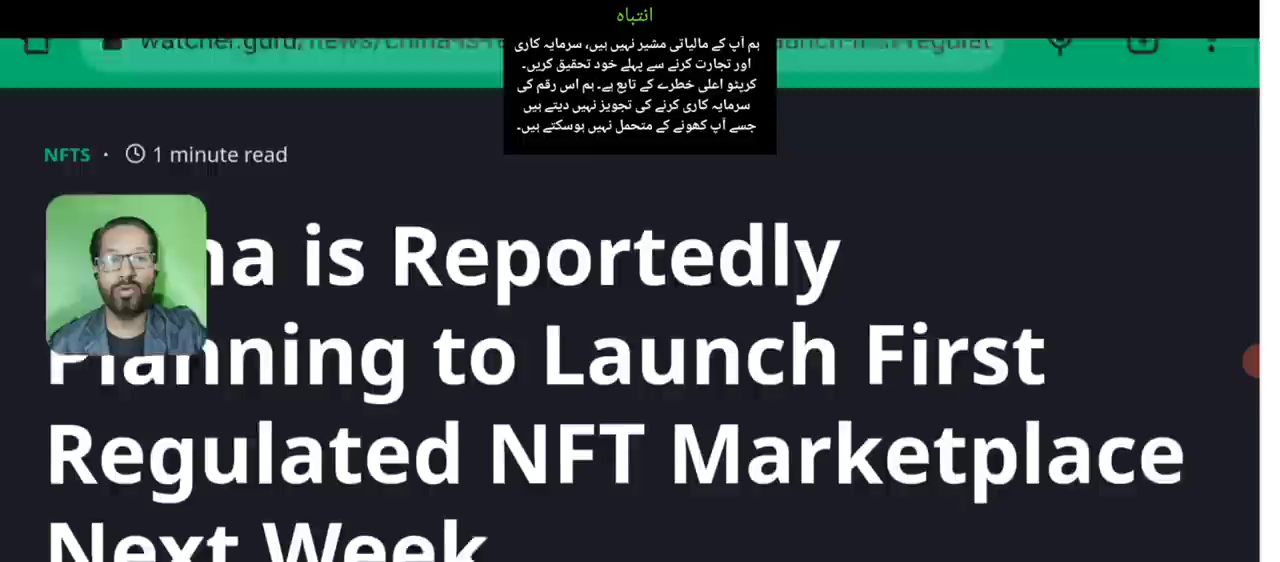 انتباہ
ہم آپ کے مالیاتی مشیر نہیں ہیں، سرمایہ کاری
اور تجارت کرنے سے پہلے خود تحقیق کریں۔
کرپٹو اعلی خطرے کے تابع ہے۔ ہم اس رقم کی
سرمایہ کاری کرنے کی تجویز نہیں دیتے ہیں
جسے آپ کھونے کے متحمل نہیں ہوسکتے ہیں۔
NFTS · 1 minute read
is Reportedly
Planning to Launch First
Regulated NFT Marketplace
Next Week